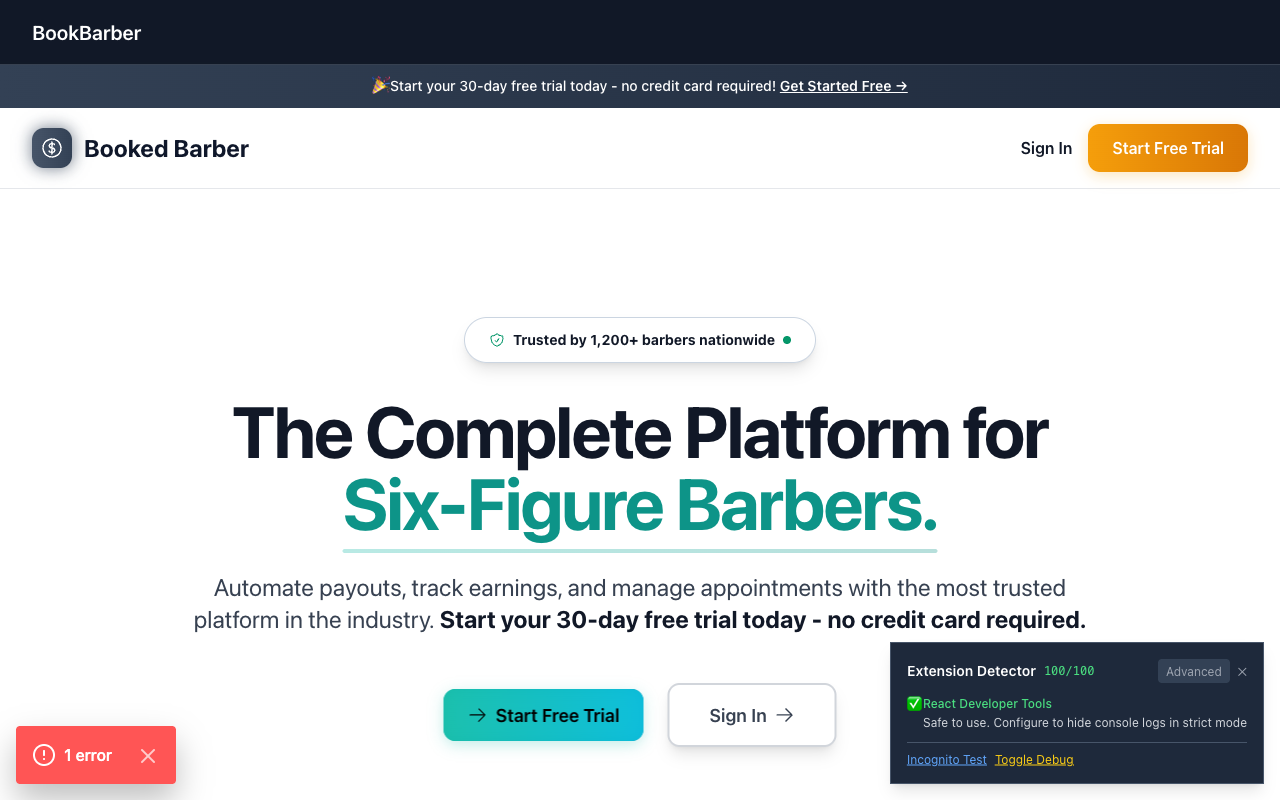 BookBarber
🎉Start your 30-day free trial today - no credit card required! Get Started Free →
Booked Barber
Sign In
Start Free Trial
Trusted by 1,200+ barbers nationwide
The Complete Platform for
Six-Figure Barbers.
Automate payouts, track earnings, and manage appointments with the most trusted
platform in the industry. Start your 30-day free trial today - no credit card required.
→ Start Free Trial
Sign In →
1 error
Extension Detector 100/100
Advanced ×
✅React Developer Tools
Safe to use. Configure to hide console logs in strict mode
Incognito Test Toggle Debug